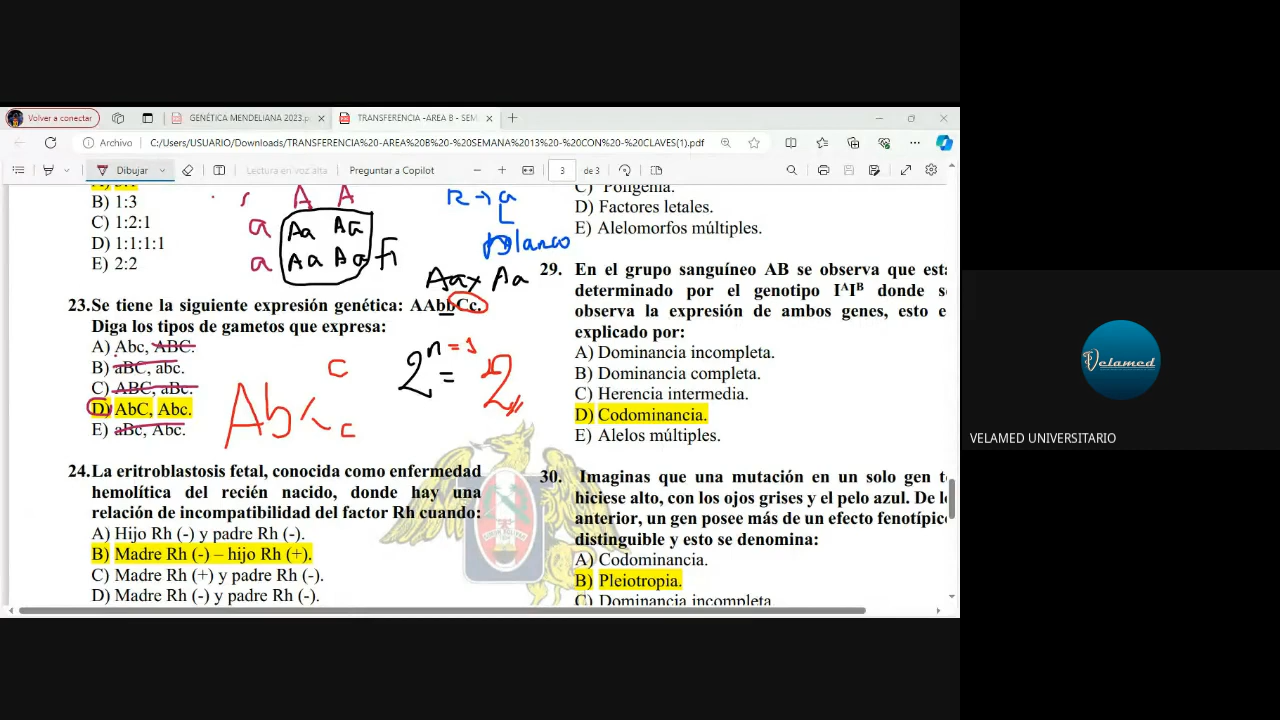 Volver a conectar
GENÉTICA MENDELIANA 2023.p
TRANSFERENCIA -AREA B - SEM
Archivo
C:/Users/USUARIO/Downloads/TRANSFERENCIA%20-AREA%20B%20-%20SEMANA%2013%20-%20CON%20-%20CLAVES(1).pdf
Dibujar
Lectura en voz alta
Preguntar a Copilot
3
de 3
B) 1:3
C) 1:2:1
D) 1:1:1:1
E) 2:2
A A
a Aa Aa
a Aa Aa F1
R → a
blanco
Aa x Aa
23. Se tiene la siguiente expresión genética: AAbbCc.
Diga los tipos de gametos que expresa:
A) Abc, ABC.
B) aBC, abc.
C) ABC, aBc.
D) AbC, Abc.
E) aBc, Abc.
Ab
C
c
2ⁿ = 1
= 2
24. La eritroblastosis fetal, conocida como enfermedad
hemolítica del recién nacido, donde hay una
relación de incompatibilidad del factor Rh cuando:
A) Hijo Rh (-) y padre Rh (-).
B) Madre Rh (-) – hijo Rh (+).
C) Madre Rh (+) y padre Rh (-).
D) Madre Rh (-) y padre Rh (-).
C) Poligenia.
D) Factores letales.
E) Alelomorfos múltiples.
29. En el grupo sanguíneo AB se observa que est
determinado por el genotipo IᴬIᴮ donde s
observa la expresión de ambos genes, esto e
explicado por:
A) Dominancia incompleta.
B) Dominancia completa.
C) Herencia intermedia.
D) Codominancia.
E) Alelos múltiples.
30. Imaginas que una mutación en un solo gen t
hiciese alto, con los ojos grises y el pelo azul. De l
anterior, un gen posee más de un efecto fenotípic
distinguible y esto se denomina:
A) Codominancia.
B) Pleiotropia.
C) Dominancia incompleta
Velamed
VELAMED UNIVERSITARIO